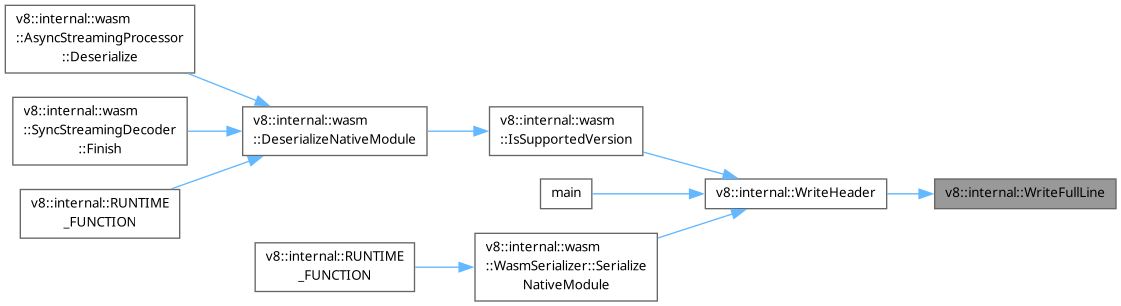 v8::internal::wasm
::AsyncStreamingProcessor
::Deserialize
v8::internal::wasm
::SyncStreamingDecoder
::Finish
v8::internal::RUNTIME
_FUNCTION
v8::internal::wasm
::DeserializeNativeModule
v8::internal::wasm
::IsSupportedVersion
main
v8::internal::RUNTIME
_FUNCTION
v8::internal::wasm
::WasmSerializer::Serialize
NativeModule
v8::internal::WriteHeader
v8::internal::WriteFullLine